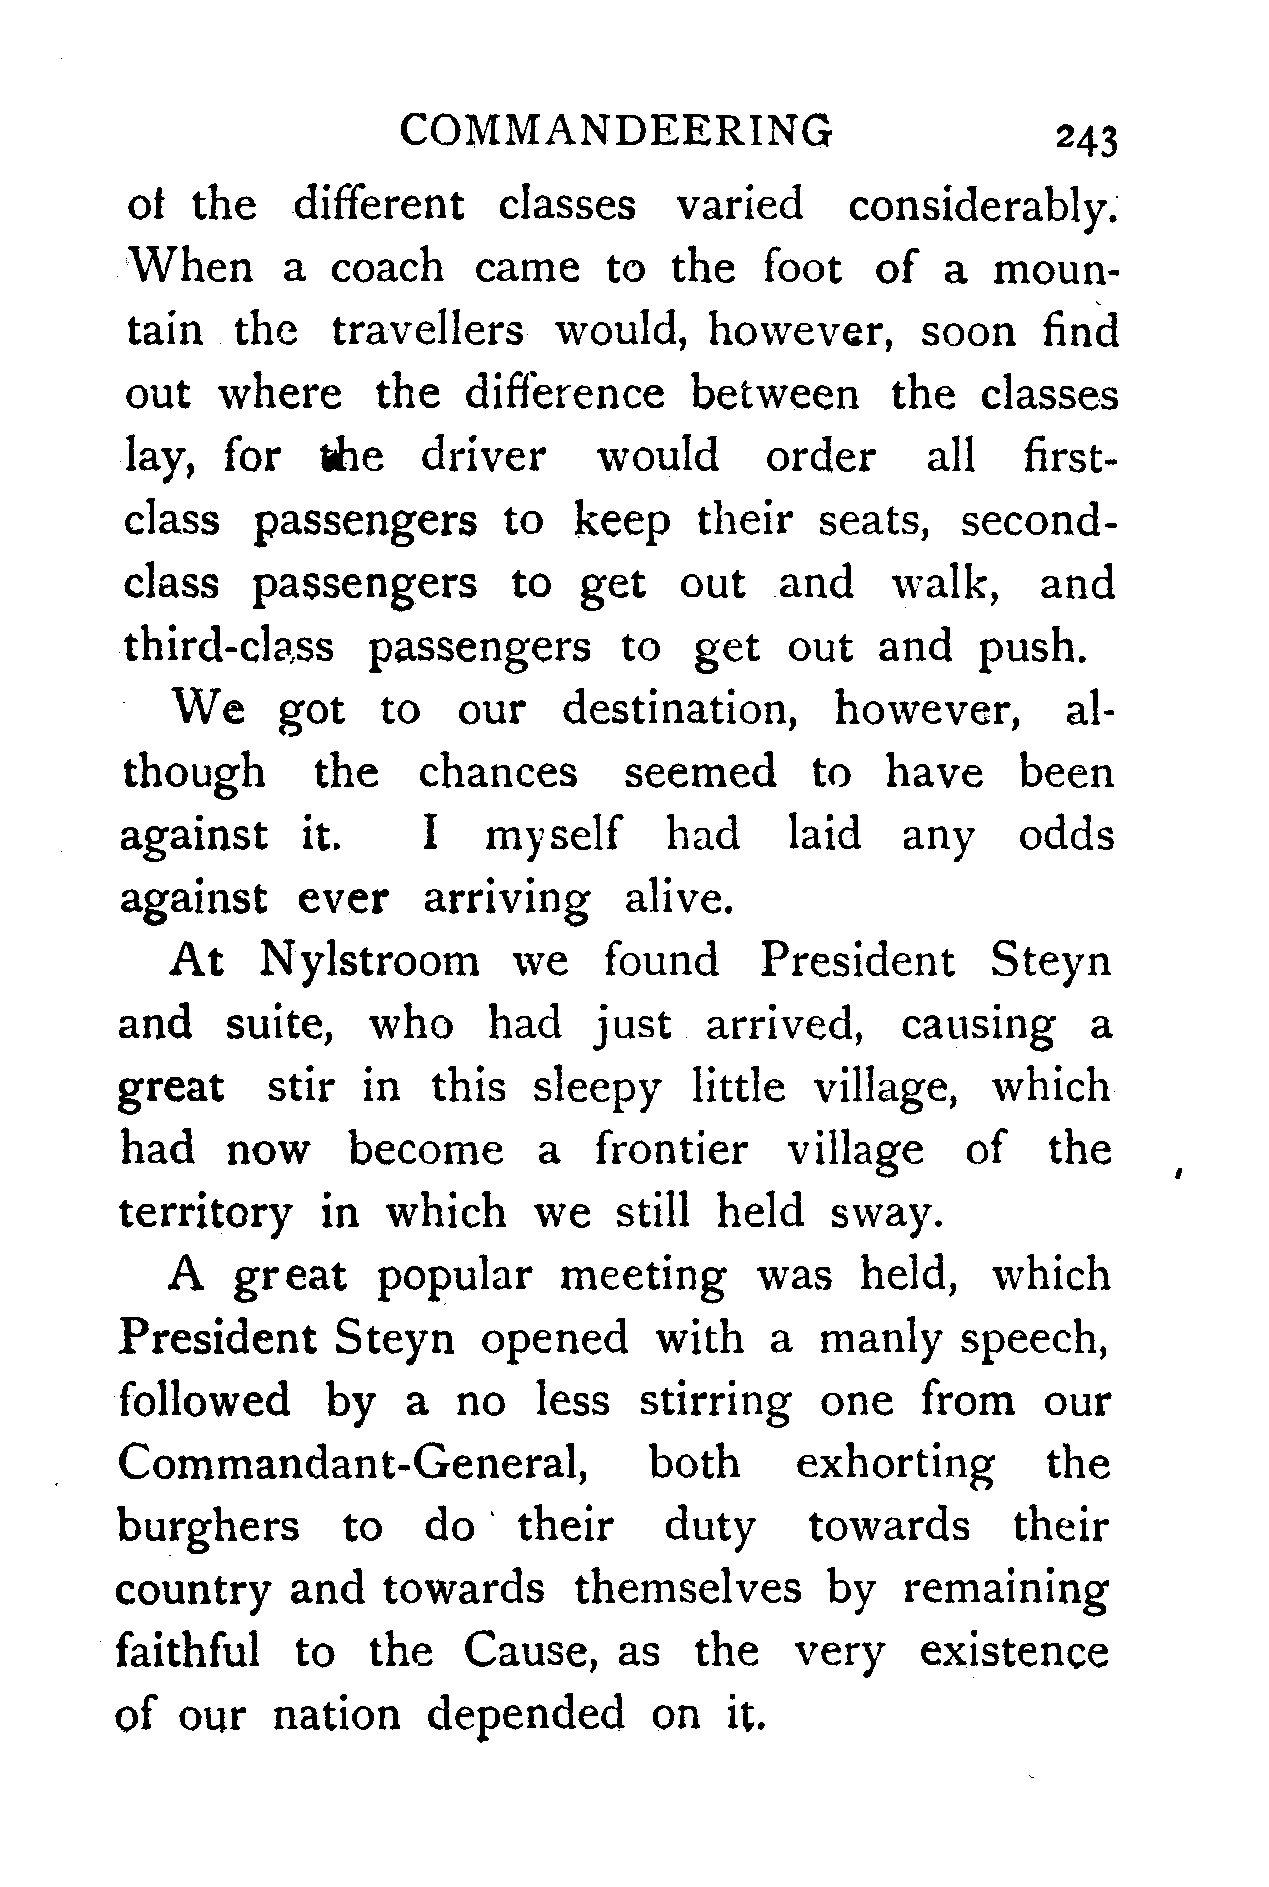 COMMANDEERING 243
of the different classes varied considerably.
When a coach came to the foot of a moun-
tain the travellers would, however, soon find
out where the difference between the classes
lay, for the driver would order all first-
class passengers to keep their seats, second-
class passengers to get out and walk, and
third-class passengers to get out and push.
We got to our destination, however, al-
though the chances seemed to have been
against it. I myself had laid any odds
against ever arriving alive.
At Nylstroom we found President Steyn
and suite, who had just arrived, causing a
great stir in this sleepy little village, which
had now become a frontier village of the
territory in which we still held sway.
A great popular meeting was held, which
President Steyn opened with a manly speech,
followed by a no less stirring one from our
Commandant-General, both exhorting the
burghers to do their duty towards their
country and towards themselves by remaining
faithful to the Cause, as the very existence
of our nation depended on it.